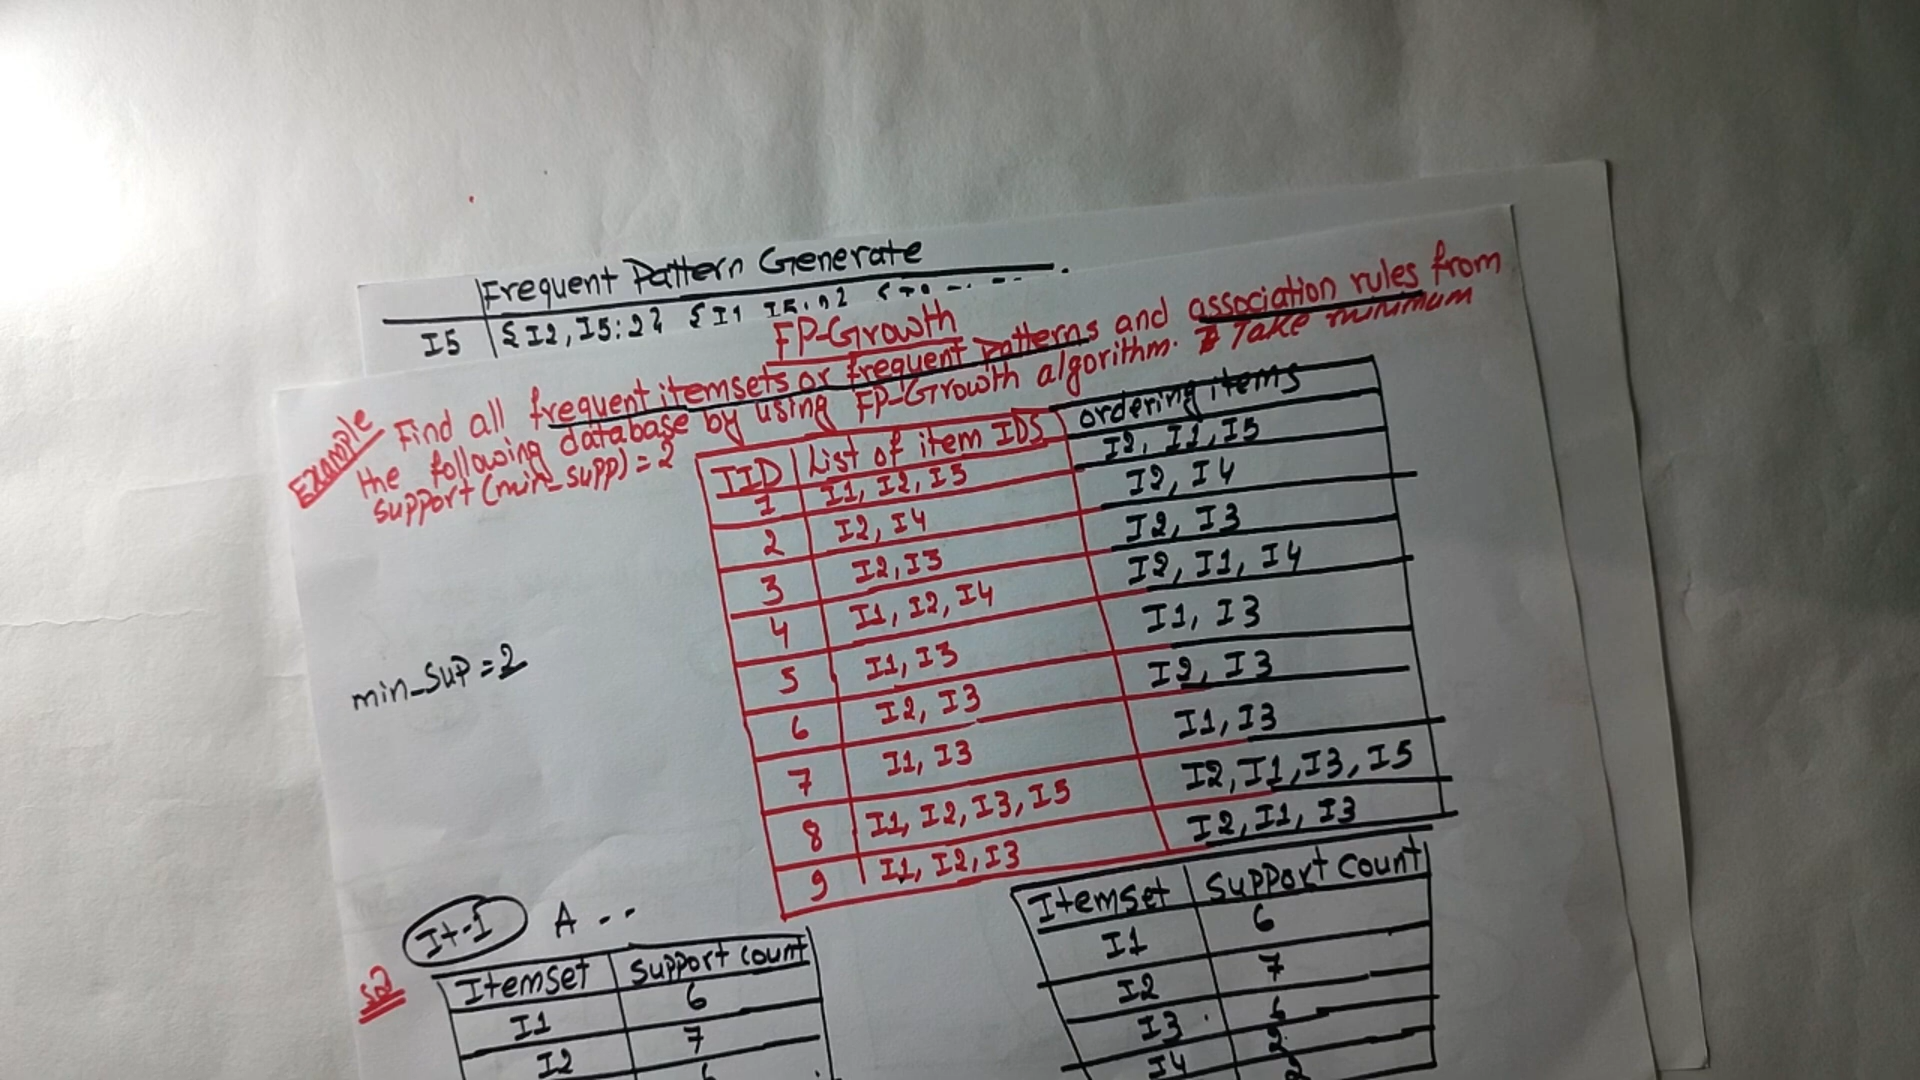 Frequent Pattern Generate
I5 {I2, I5:2} {I1 I5:2}
FP-Growth
Example Find all frequent itemsets or frequent patterns and association rules from
the following database by using FP-Growth algorithm. Take minimum
support (min_supp) = 2
TID List of item IDS ordering items
1 I1, I2, I5 I2, I1, I5
2 I2, I4 I2, I4
3 I2, I3 I2, I3
4 I1, I2, I4 I2, I1, I4
5 I1, I3 I1, I3
6 I2, I3 I2, I3
7 I1, I3 I1, I3
8 I1, I2, I3, I5 I2, I1, I3, I5
9 I1, I2, I3 I2, I1, I3
min_sup = 2
It-1 A
S2
Itemset Support count
I1 6
I2 7
6
Itemset Support count
I1 6
I2 7
I3 6
I4 2
2